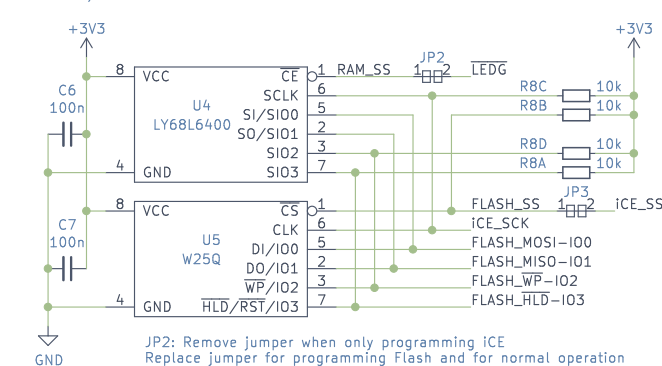 +3V3
+3V3
8 VCC
CE 1 RAM_SS
JP2
1 2
LEDG
C6
100n
U4
LY68L6400
SCLK 6
SI/SIO0 5
SO/SIO1 2
SIO2 3
SIO3 7
4 GND
R8C 10k
R8B 10k
R8D 10k
R8A 10k
JP3
1 2
iCE_SS
8 VCC
CS 1 FLASH_SS
C7
100n
U5
W25Q
CLK 6 iCE_SCK
DI/IO0 5 FLASH_MOSI-IO0
DO/IO1 2 FLASH_MISO-IO1
WP/IO2 3 FLASH_WP-IO2
4 GND
HLD/RST/IO3 7 FLASH_HLD-IO3
GND
JP2: Remove jumper when only programming iCE
Replace jumper for programming Flash and for normal operation